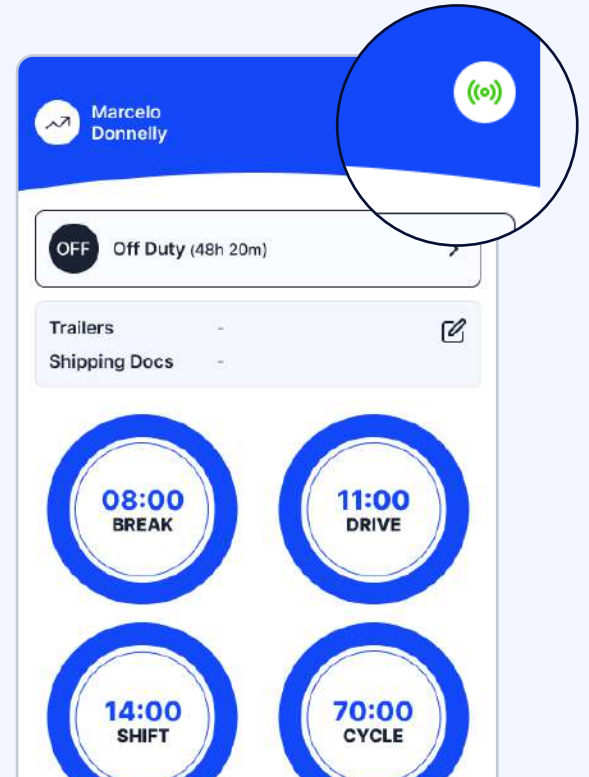 Marcelo
Donnelly
OFF Off Duty (48h 20m)
Trailers -
Shipping Docs -
08:00
BREAK
11:00
DRIVE
14:00
SHIFT
70:00
CYCLE